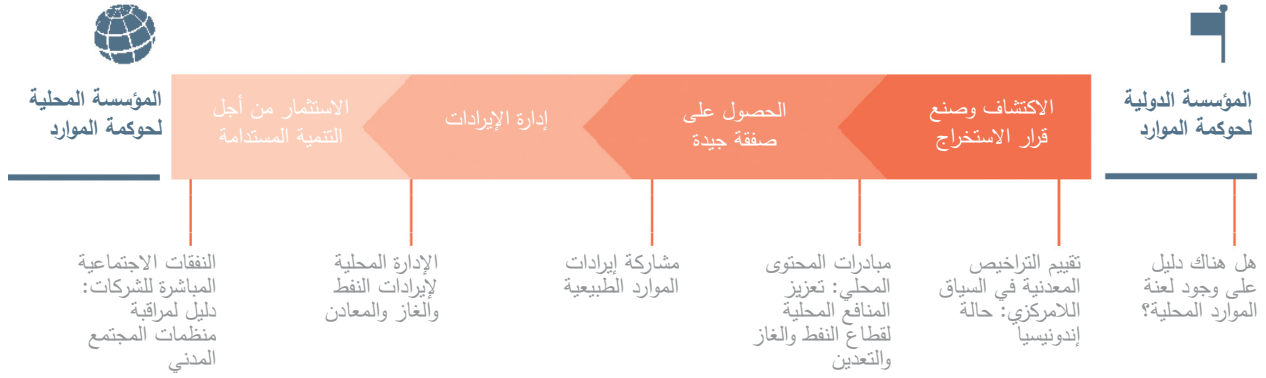 المؤسسة الدولية
لحوكمة الموارد
الاكتشاف وصنع
قرار الاستخراج
الحصول على
صفقة جيدة
إدارة الإيرادات
الاستثمار من أجل
التنمية المستدامة
المؤسسة المحلية
لحوكمة الموارد
هل هناك دليل
على وجود لعنة
الموارد المحلية؟
تقييم التراخيص
المعدنية في السياق
اللامركزي: حالة
إندونيسيا
مبادرات المحتوى
المحلي: تعزيز
المنافع المحلية
لقطاع النفط والغاز
والتعدين
مشاركة إيرادات
الموارد الطبيعية
الإدارة المحلية
لإيرادات النفط
والغاز والمعادن
النفقات الاجتماعية
المباشرة للشركات:
دليل لمراقبة
منظمات المجتمع
المدني